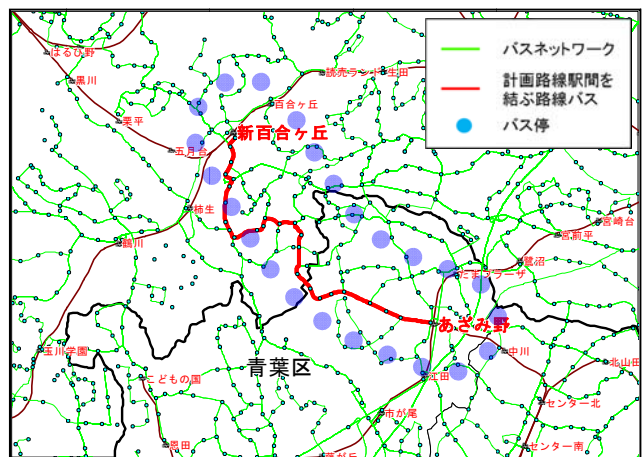 バスネットワーク
計画路線駅間を
結ぶ路線バス
バス停
はるひ野
黒川
栗平
五月台
読売ランド
生田
百合ヶ丘
新百合ヶ丘
柿生
鶴川
宮崎台
宮前平
鷺沼
たまプラーザ
あざみ野
玉川学園
青葉区
中川
北山田
こどもの国
江田
市が尾
センター北
恩田
藤が丘
センター南